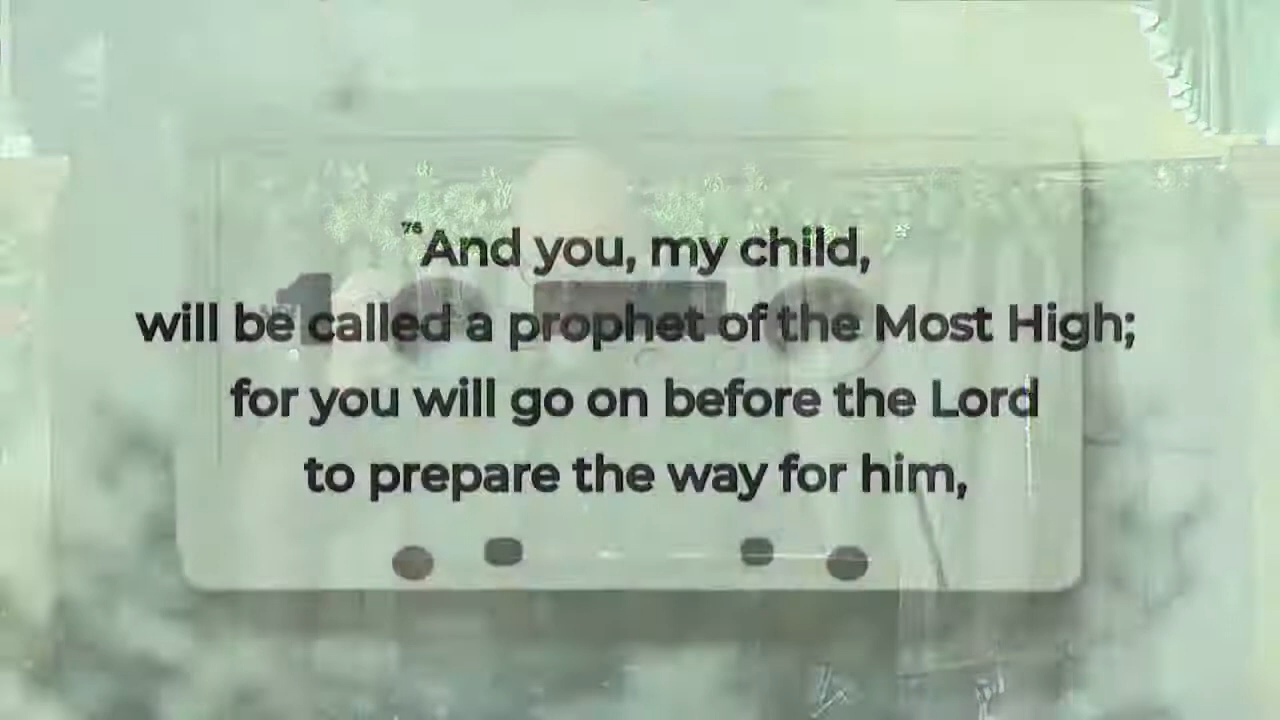 76And you, my child,
will be called a prophet of the Most High;
for you will go on before the Lord
to prepare the way for him,
1